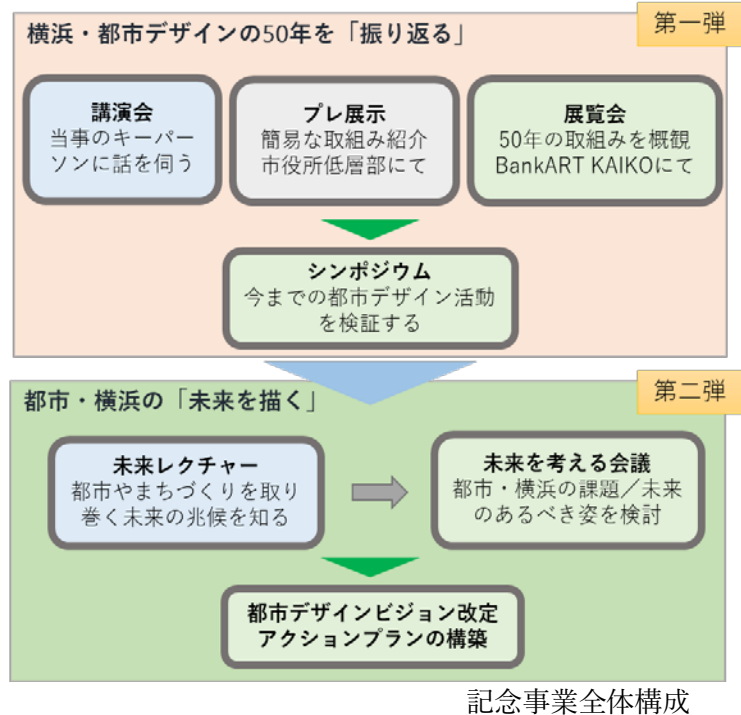 第一弾
横浜・都市デザインの50年を「振り返る」
講演会
当事のキーパー
ソンに話を伺う
プレ展示
簡易な取組み紹介
市役所低層部にて
展覧会
50年の取組みを概観
BankART KAIKOにて
シンポジウム
今までの都市デザイン活動
を検証する
第二弾
都市・横浜の「未来を描く」
未来レクチャー
都市やまちづくりを取り
巻く未来の兆候を知る
未来を考える会議
都市・横浜の課題／未来
のあるべき姿を検討
都市デザインビジョン改定
アクションプランの構築
記念事業全体構成